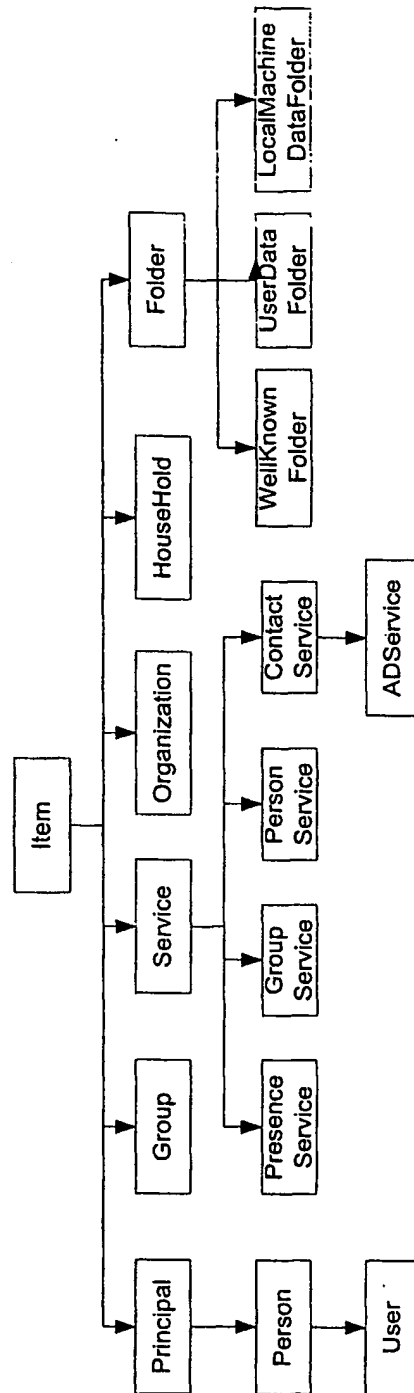 Item
Principal
Group
Service
Organization
HouseHold
Folder
Person
Presence
Service
Group
Service
Person
Service
Contact
Service
WellKnown
Folder
UserData
Folder
LocalMachine
DataFolder
User
ADService